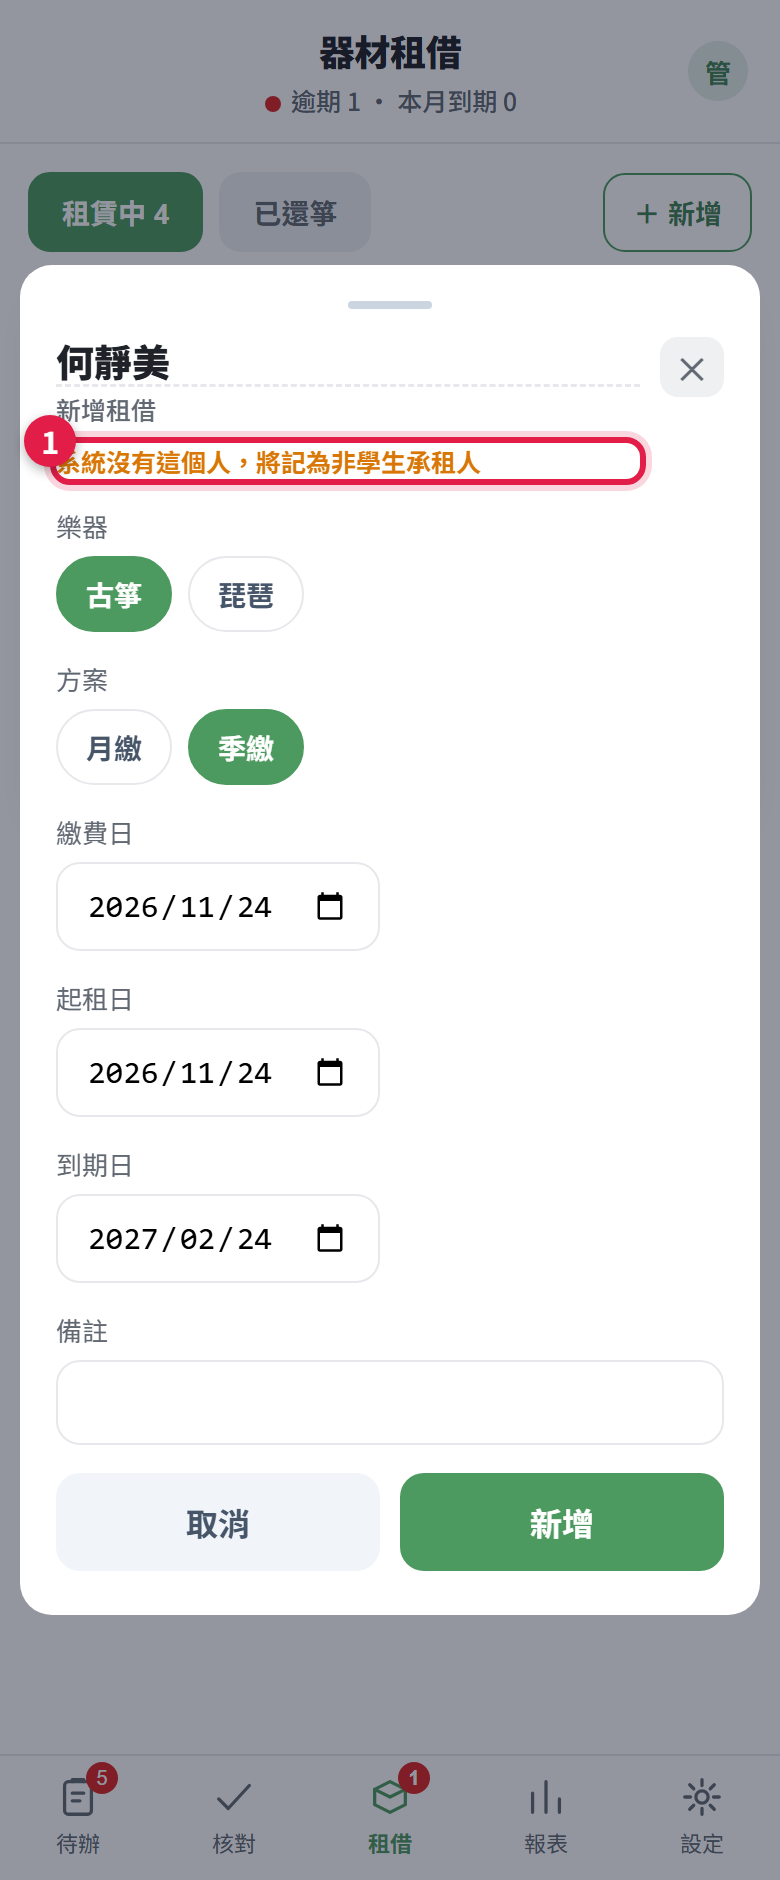 器材租借
管
逾期 1 · 本月到期 0
租賃中 4
已還箏
＋ 新增
何靜美
新增租借
1
系統沒有這個人，將記為非學生承租人
樂器
古箏
琵琶
方案
月繳
季繳
繳費日
2026/11/24
起租日
2026/11/24
到期日
2027/02/24
備註
取消
新增
5
1
待辦
核對
租借
報表
設定